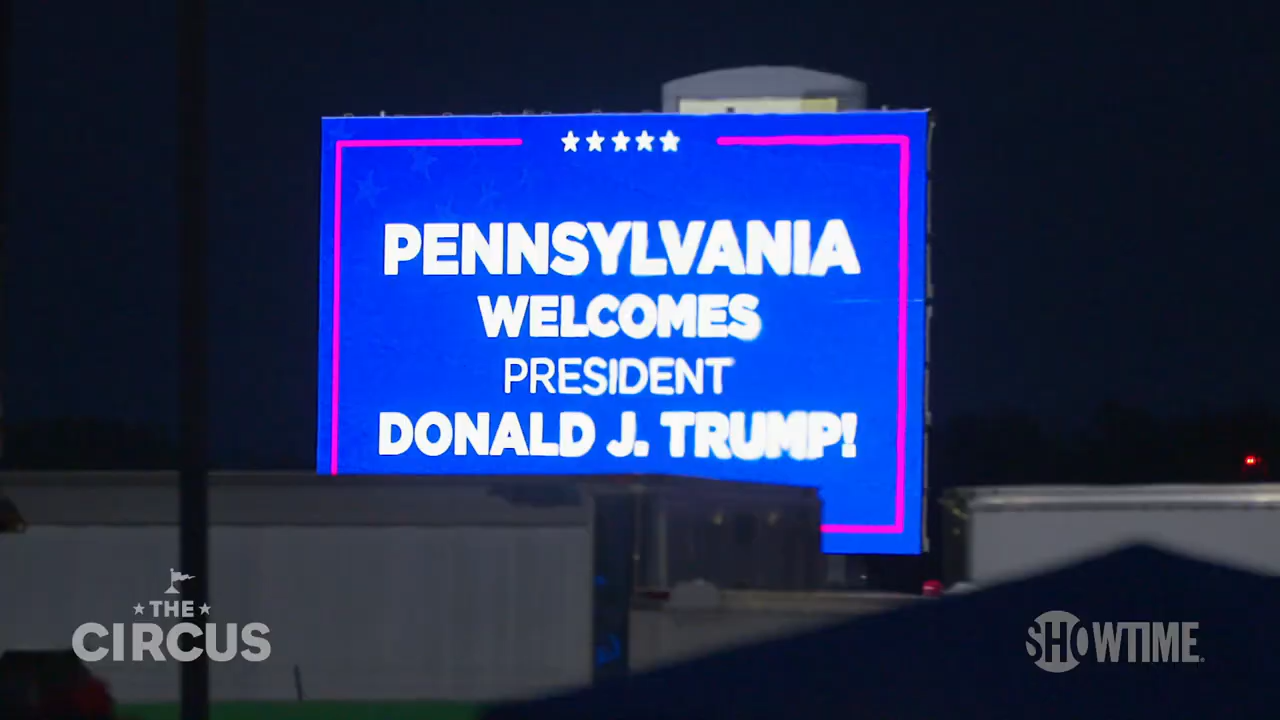 PENNSYLVANIA
WELCOMES
PRESIDENT
DONALD J. TRUMP!
THE
CIRCUS
SHOWTIME